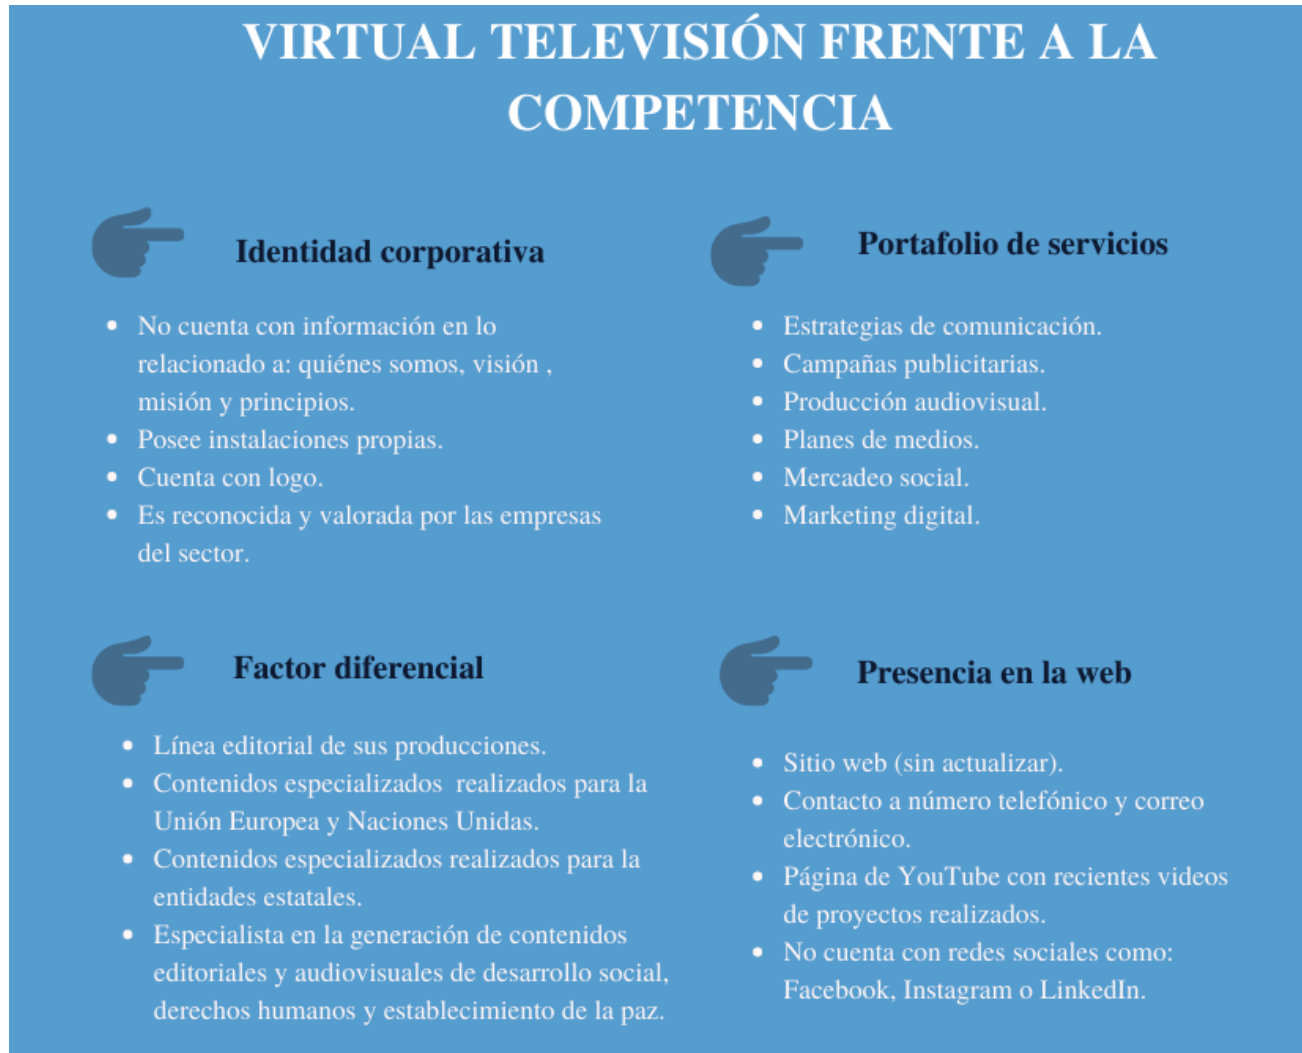 VIRTUAL TELEVISIÓN FRENTE A LA
COMPETENCIA
Identidad corporativa
No cuenta con información en lo
relacionado a: quiénes somos, visión ,
misión y principios.
Posee instalaciones propias.
Cuenta con logo.
Es reconocida y valorada por las empresas
del sector.
Portafolio de servicios
Estrategias de comunicación.
Campañas publicitarias.
Producción audiovisual.
Planes de medios.
Mercadeo social.
Marketing digital.
Factor diferencial
Línea editorial de sus producciones.
Contenidos especializados  realizados para la
Unión Europea y Naciones Unidas.
Contenidos especializados realizados para la
entidades estatales.
Especialista en la generación de contenidos
editoriales y audiovisuales de desarrollo social,
derechos humanos y establecimiento de la paz.
Presencia en la web
Sitio web (sin actualizar).
Contacto a número telefónico y correo
electrónico.
Página de YouTube con recientes videos
de proyectos realizados.
No cuenta con redes sociales como:
Facebook, Instagram o LinkedIn.